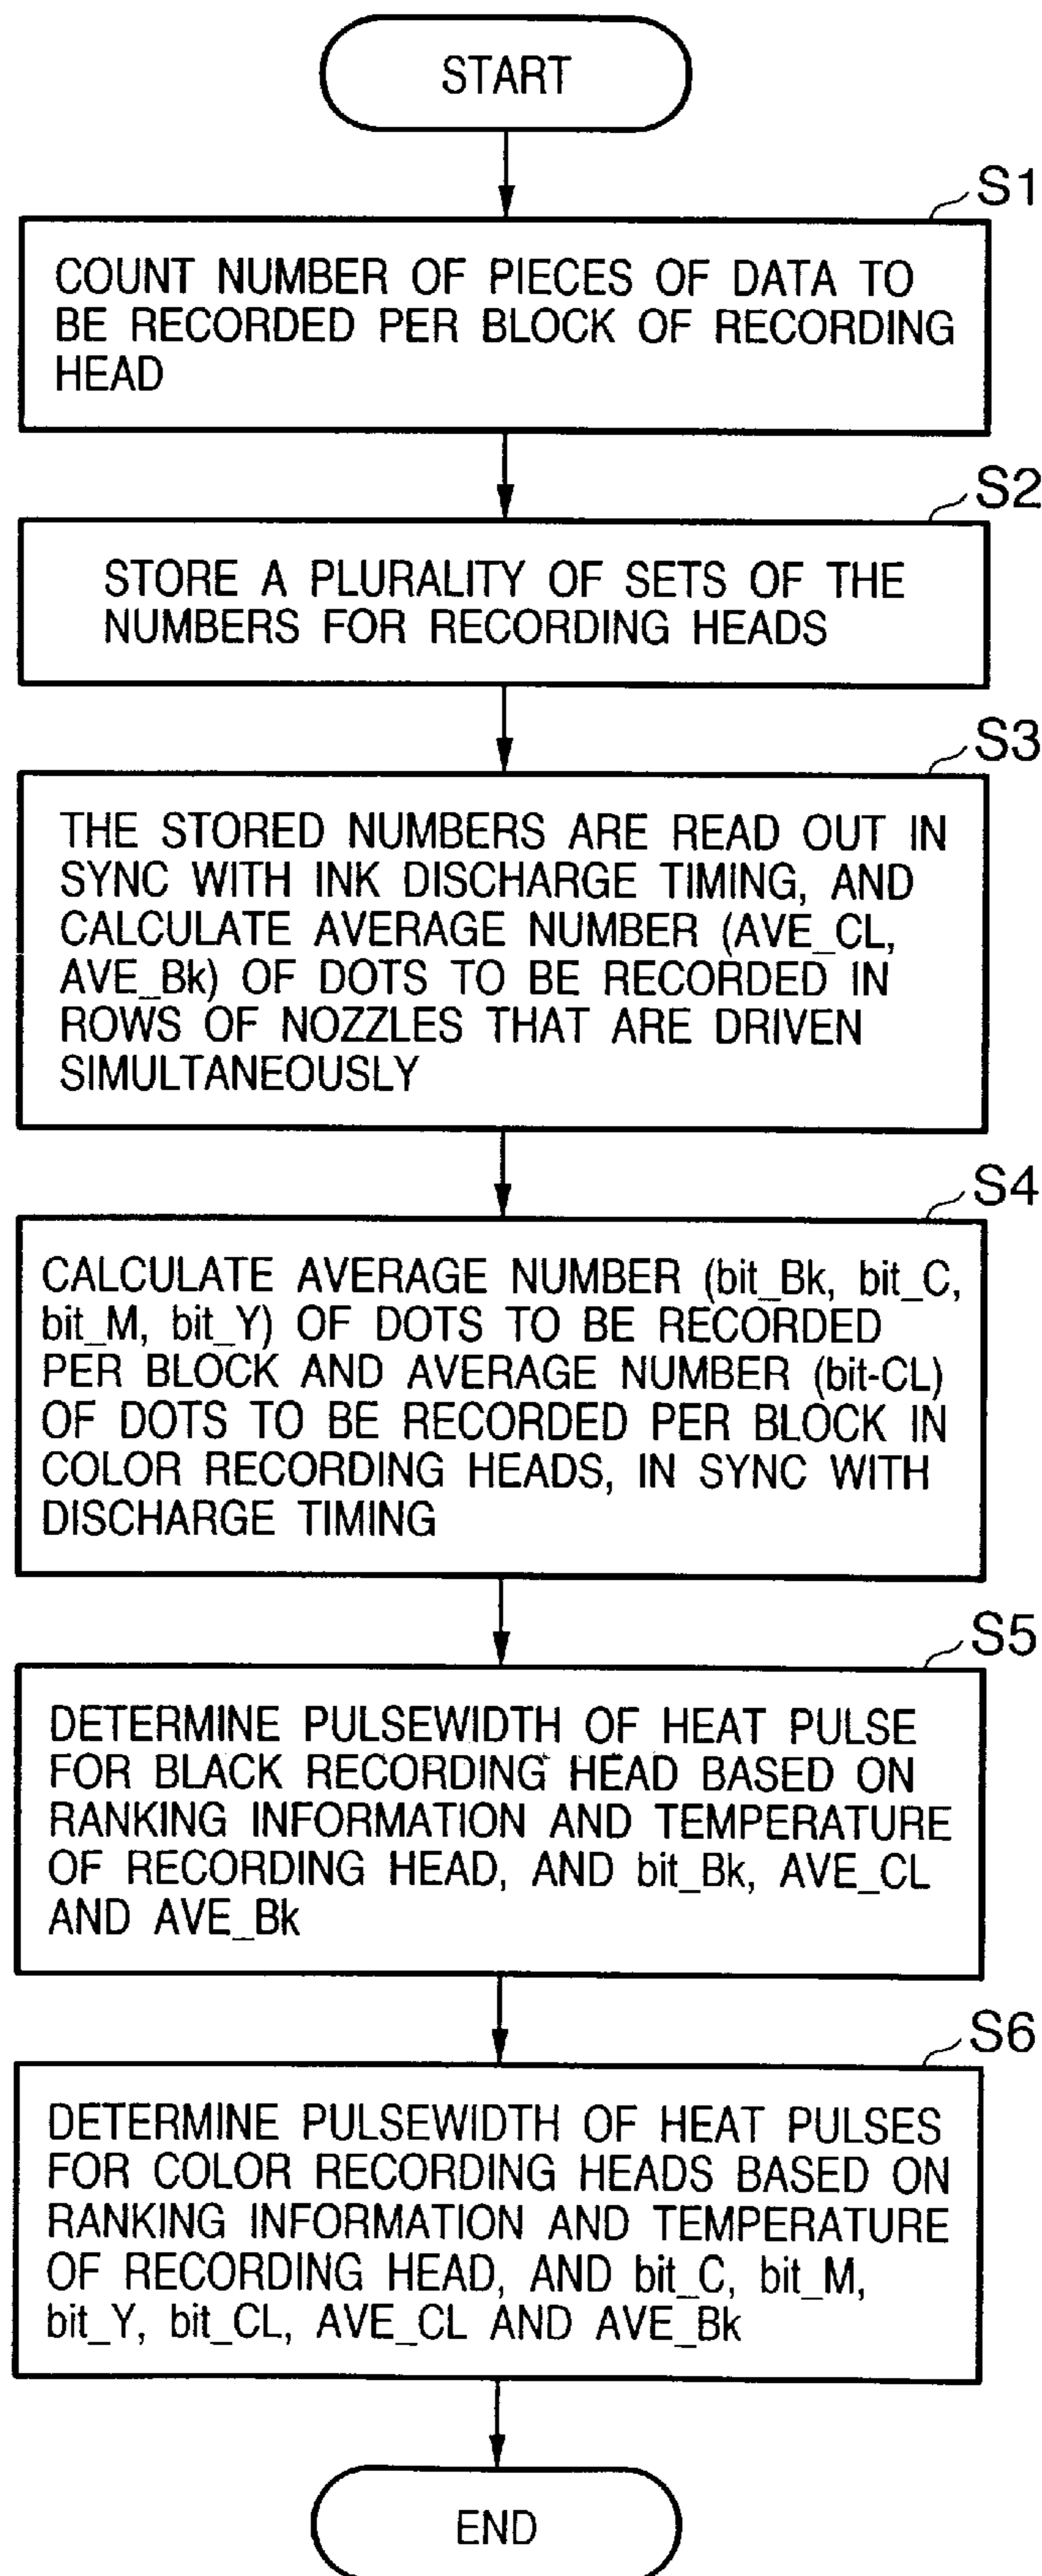 START
S1
COUNT NUMBER OF PIECES OF DATA TO
BE RECORDED PER BLOCK OF RECORDING
HEAD
S2
STORE A PLURALITY OF SETS OF THE
NUMBERS FOR RECORDING HEADS
S3
THE STORED NUMBERS ARE READ OUT IN
SYNC WITH INK DISCHARGE TIMING, AND
CALCULATE AVERAGE NUMBER (AVE_CL,
AVE_Bk) OF DOTS TO BE RECORDED IN
ROWS OF NOZZLES THAT ARE DRIVEN
SIMULTANEOUSLY
S4
CALCULATE AVERAGE NUMBER (bit_Bk, bit_C,
bit_M, bit_Y) OF DOTS TO BE RECORDED
PER BLOCK AND AVERAGE NUMBER (bit-CL)
OF DOTS TO BE RECORDED PER BLOCK IN
COLOR RECORDING HEADS, IN SYNC WITH
DISCHARGE TIMING
S5
DETERMINE PULSEWIDTH OF HEAT PULSE
FOR BLACK RECORDING HEAD BASED ON
RANKING INFORMATION AND TEMPERATURE
OF RECORDING HEAD, AND bit_Bk, AVE_CL
AND AVE_Bk
S6
DETERMINE PULSEWIDTH OF HEAT PULSES
FOR COLOR RECORDING HEADS BASED ON
RANKING INFORMATION AND TEMPERATURE
OF RECORDING HEAD, AND bit_C, bit_M,
bit_Y, bit_CL, AVE_CL AND AVE_Bk
END